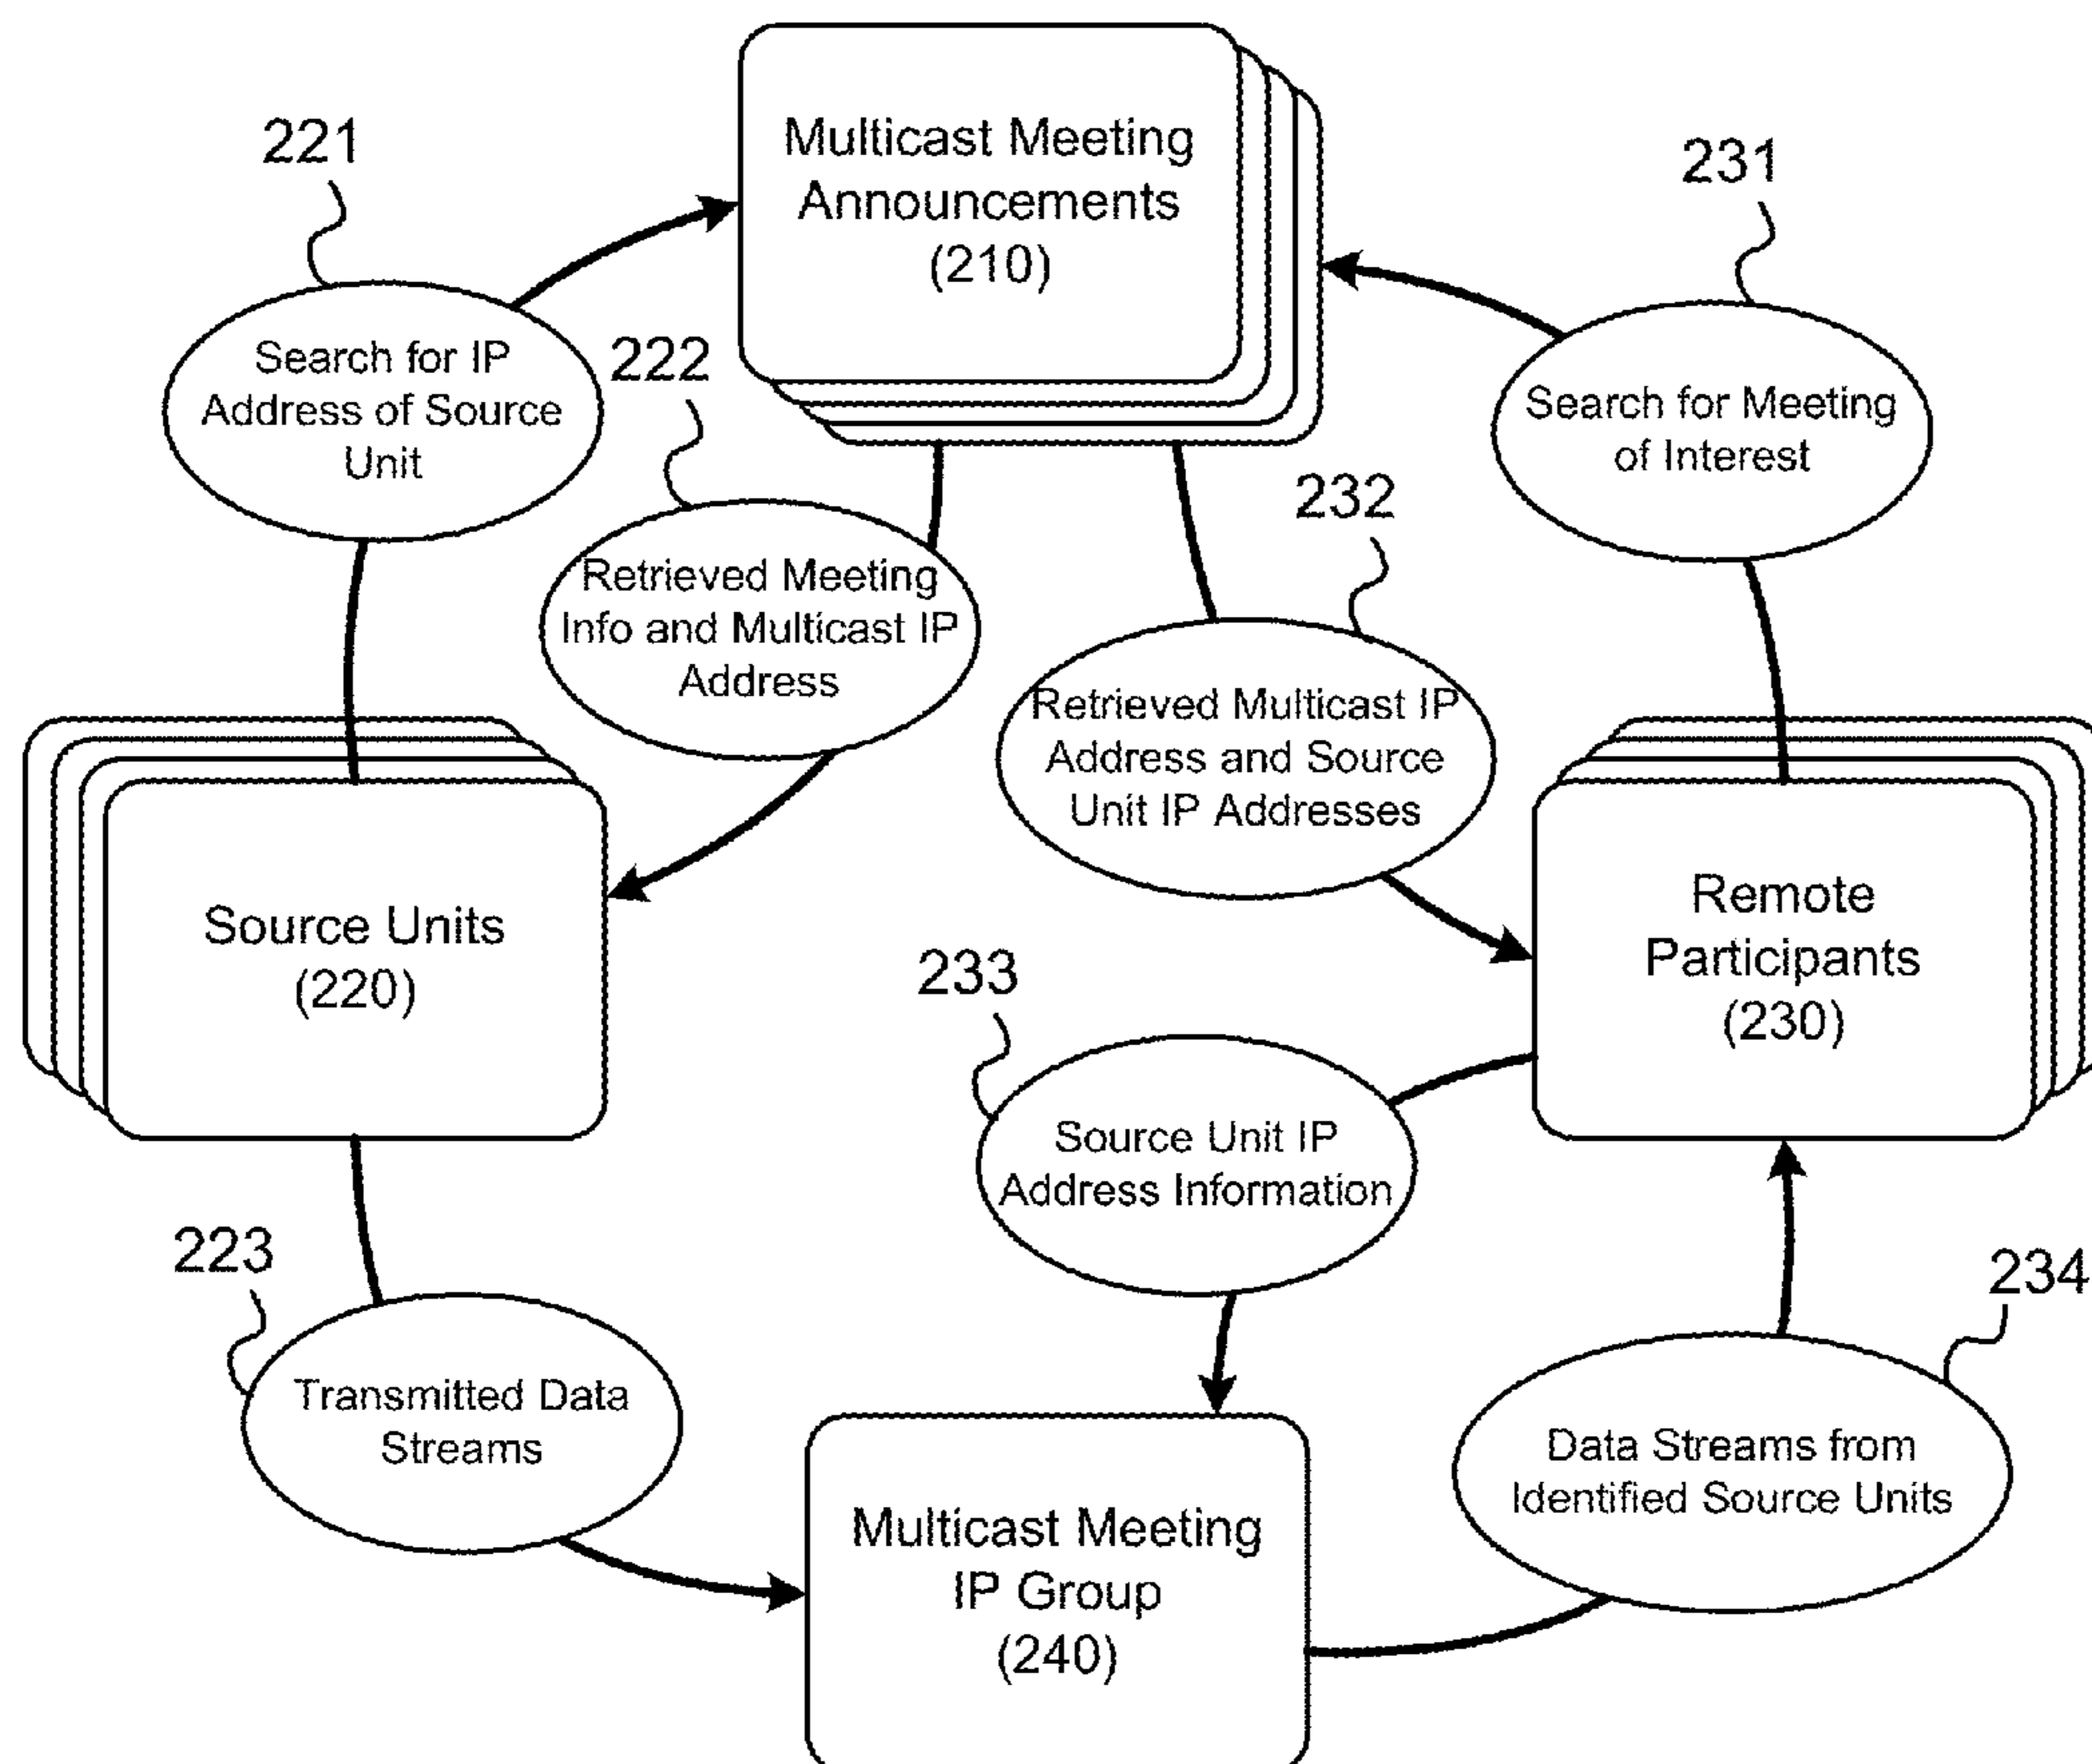 221
Multicast Meeting
Announcements
(210)
231
Search for IP
Address of Source
Unit
222
Search for Meeting
of Interest
232
Retrieved Meeting
Info and Multicast IP
Address
Retrieved Multicast IP
Address and Source
Unit IP Addresses
Source Units
(220)
Remote
Participants
(230)
233
Source Unit IP
Address Information
223
234
Transmitted Data
Streams
Data Streams from
Identified Source Units
Multicast Meeting
IP Group
(240)